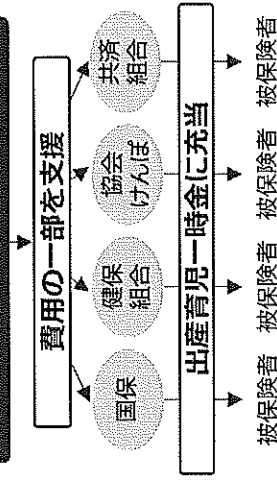 費用の一部を支援
国保
健保
組合
協会
けんぽ
共済
組合
出産育児一時金に充当
被保険者 被保険者 被保険者 被保険者